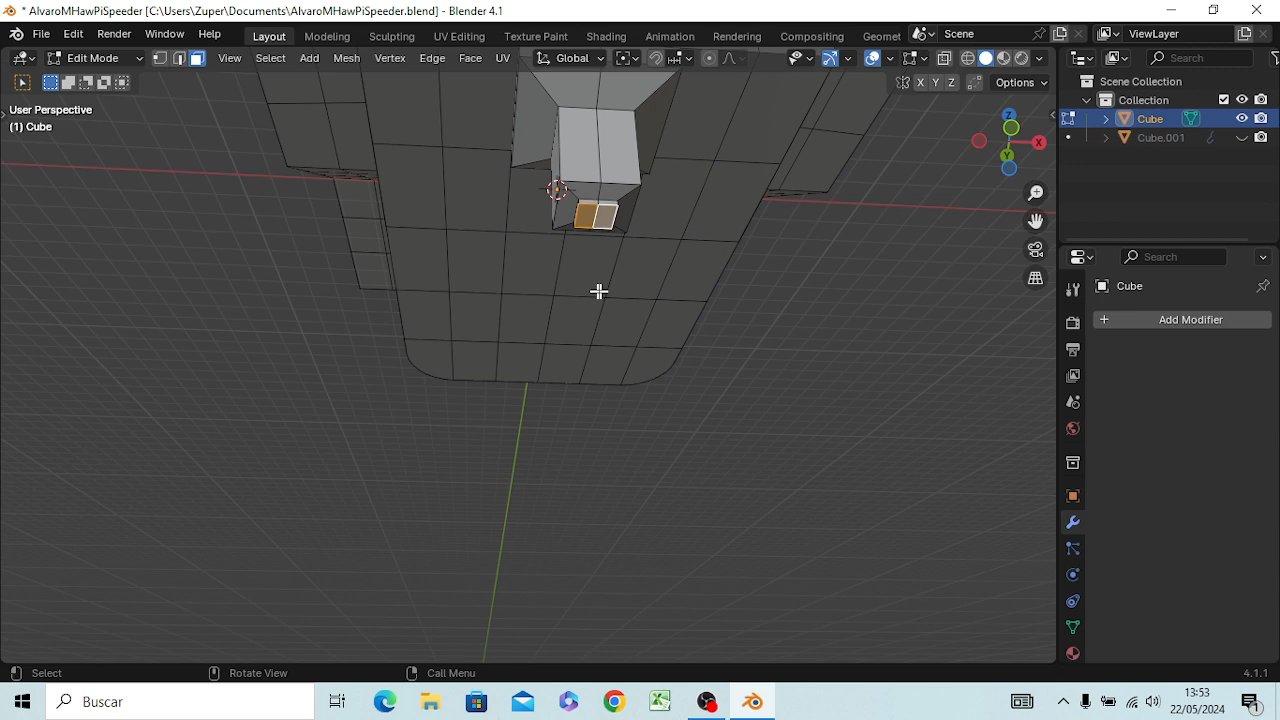 * AlvaroMHawPiSpeeder [C:\Users\Zuper\Documents\AlvaroMHawPiSpeeder.blend] - Blender 4.1
File Edit Render Window Help Layout Modeling Sculpting UV Editing Texture Paint Shading Animation Rendering Compositing Geomet Scene ViewLayer
Edit Mode View Select Add Mesh Vertex Edge Face UV Global Search
X Y Z Options
User Perspective
(1) Cube
Z
X
Y
Scene Collection
Collection
Cube
Cube.001
Search
Cube
Add Modifier
Select Rotate View Call Menu 4.1.1
Buscar
13:53
22/05/2024
1